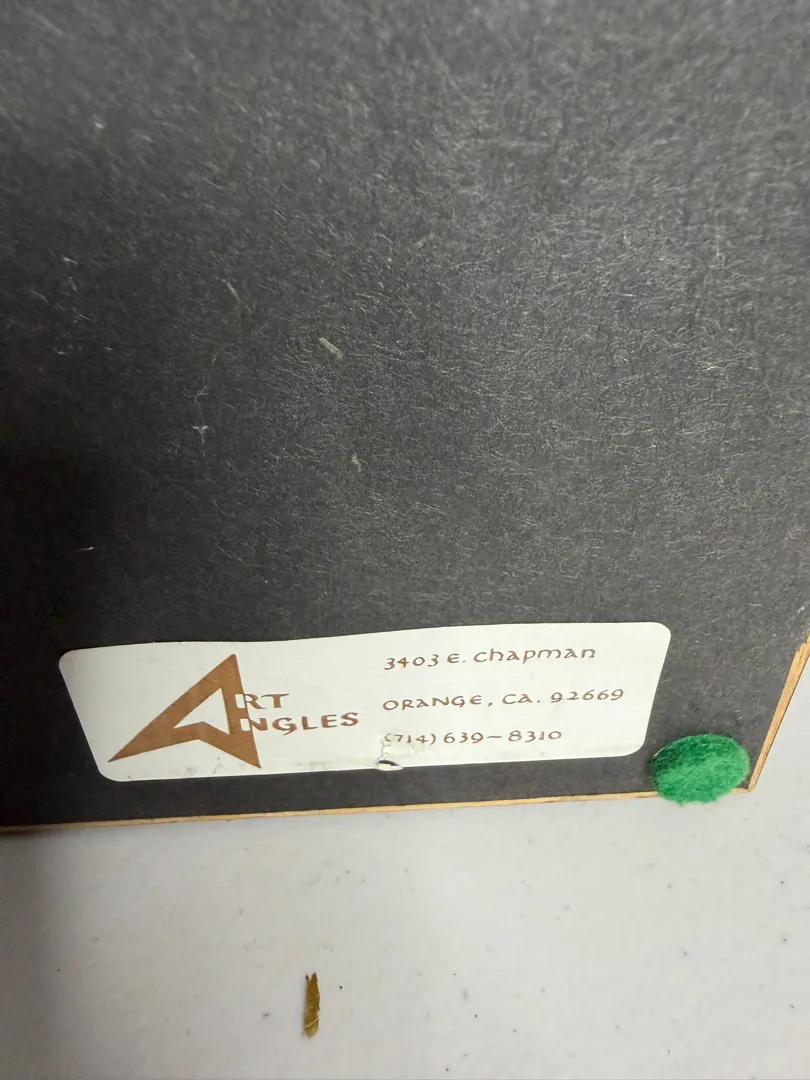 ART
ANGLES
3403 E. Chapman
ORANGE, CA. 92669
(714) 639-8310